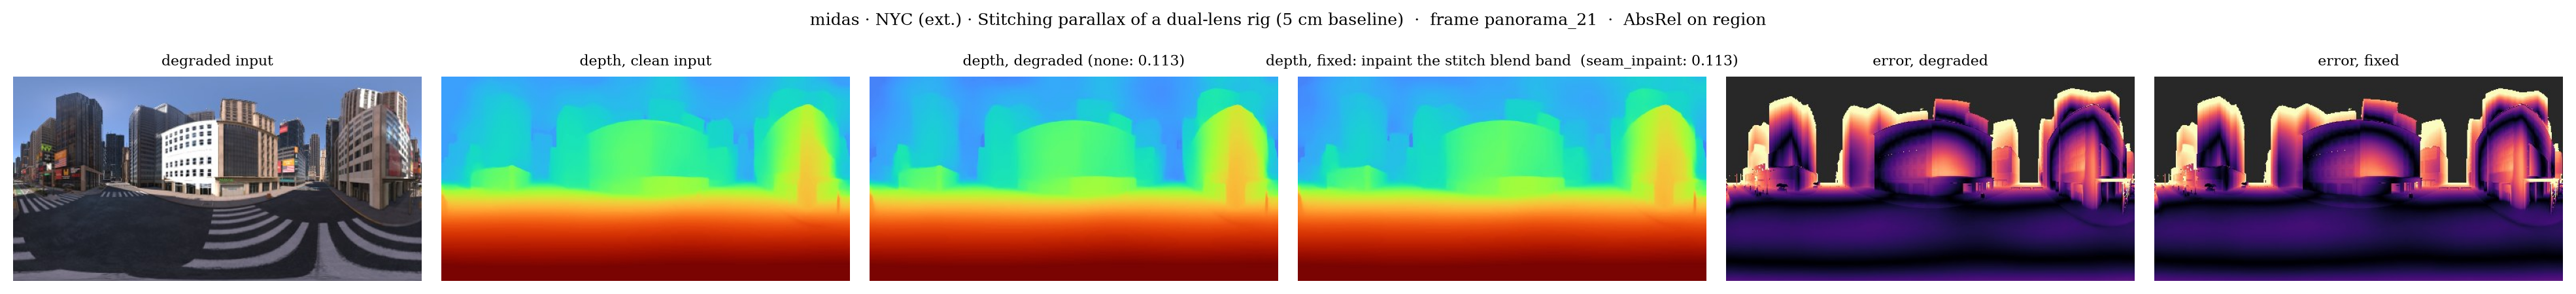 midas · NYC (ext.) · Stitching parallax of a dual-lens rig (5 cm baseline) · frame panorama_21 · AbsRel on region
degraded input
depth, clean input
depth, degraded (none: 0.113)
depth, fixed: inpaint the stitch blend band (seam_inpaint: 0.113)
error, degraded
error, fixed